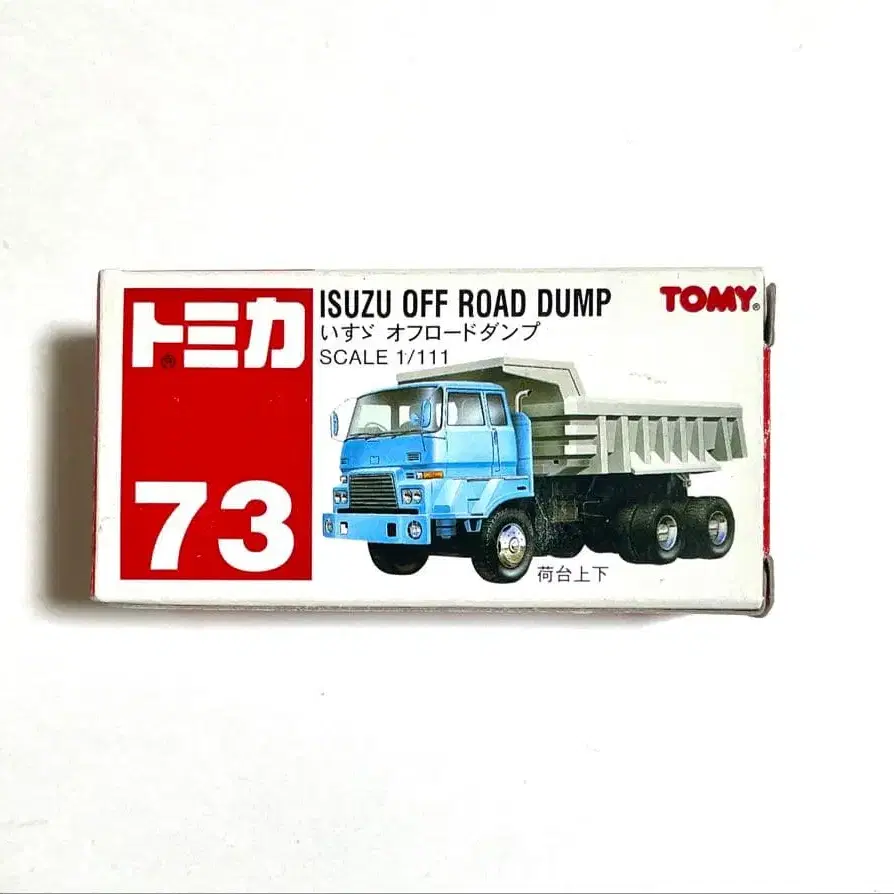 トミカ®
73
ISUZU OFF ROAD DUMP
いすゞ オフロードダンプ
SCALE 1/111
TOMY®
荷台上下